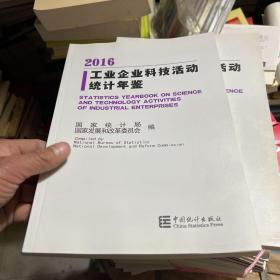 2016
工业企业科技活动
统计年鉴
STATISTICS YEARBOOK ON SCIENCE
AND TECHNOLOGY ACTIVITIES
OF INDUSTRIAL ENTERPRISES
国家统计局
国家发展和改革委员会 编
Compiled by
National Bureau of Statistics
National Development and Reform Commission
中国统计出版社
China Statistics Press
活动
SCIENCE